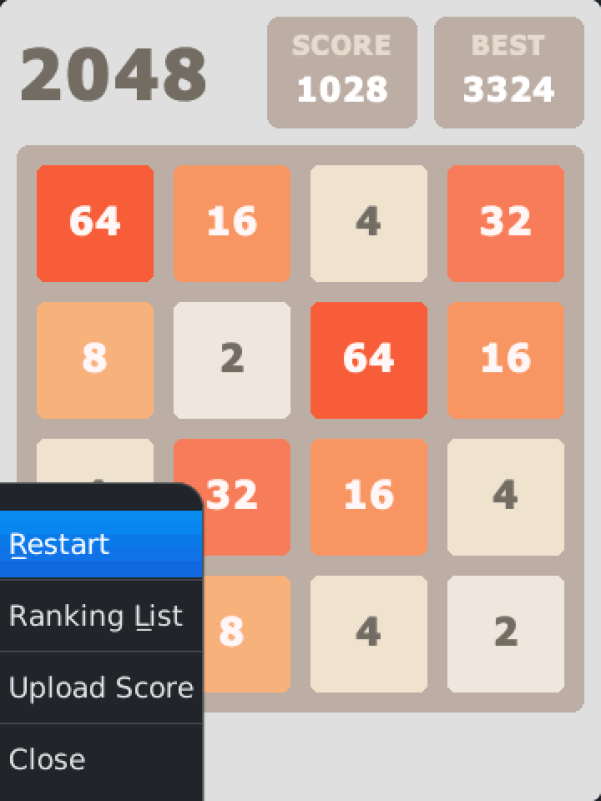 2048
SCORE
1028
BEST
3324
64 16 4 32
8 2 64 16
32 16 4
8 4 2
Restart
Ranking List
Upload Score
Close